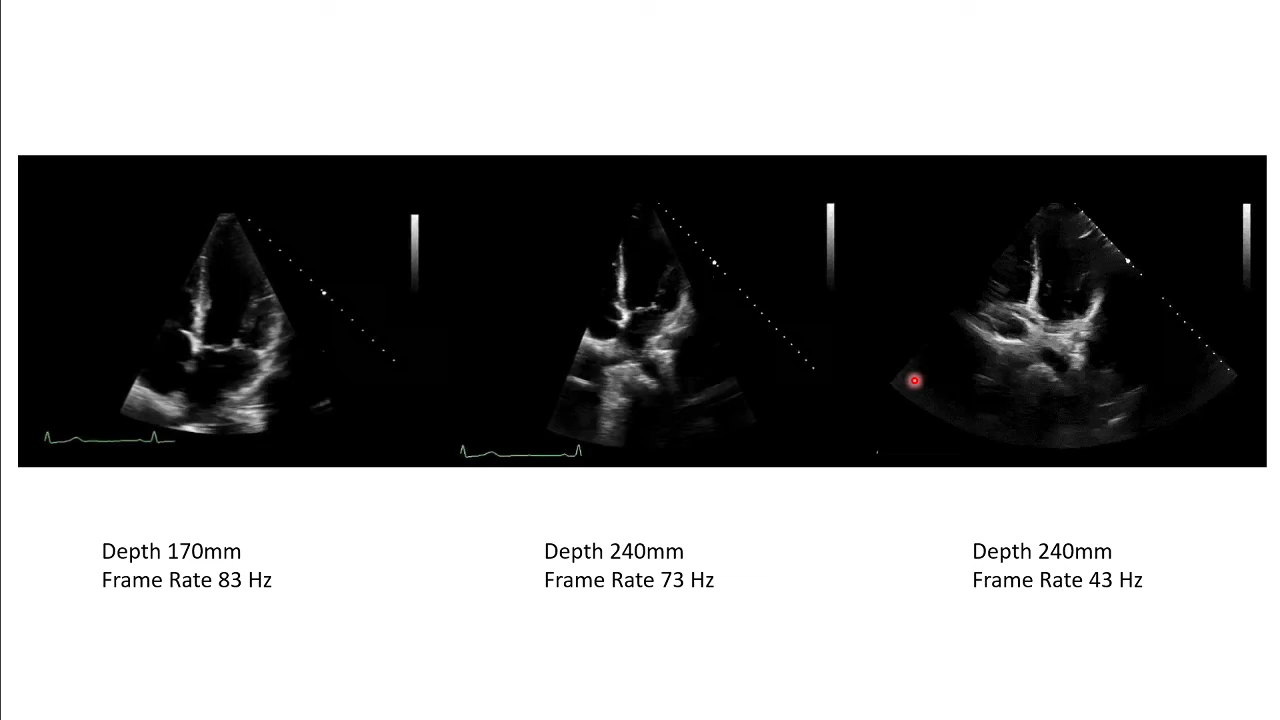 Depth 170mm
Frame Rate 83 Hz
Depth 240mm
Frame Rate 73 Hz
Depth 240mm
Frame Rate 43 Hz